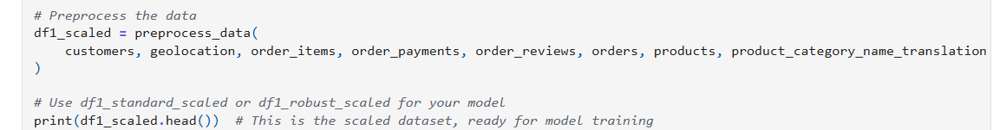 # Preprocess the data
df1_scaled = preprocess_data(
    customers, geolocation, order_items, order_payments, order_reviews, orders, products, product_category_name_translation
)
# Use df1_standard_scaled or df1_robust_scaled for your model
print(df1_scaled.head())  # This is the scaled dataset, ready for model training